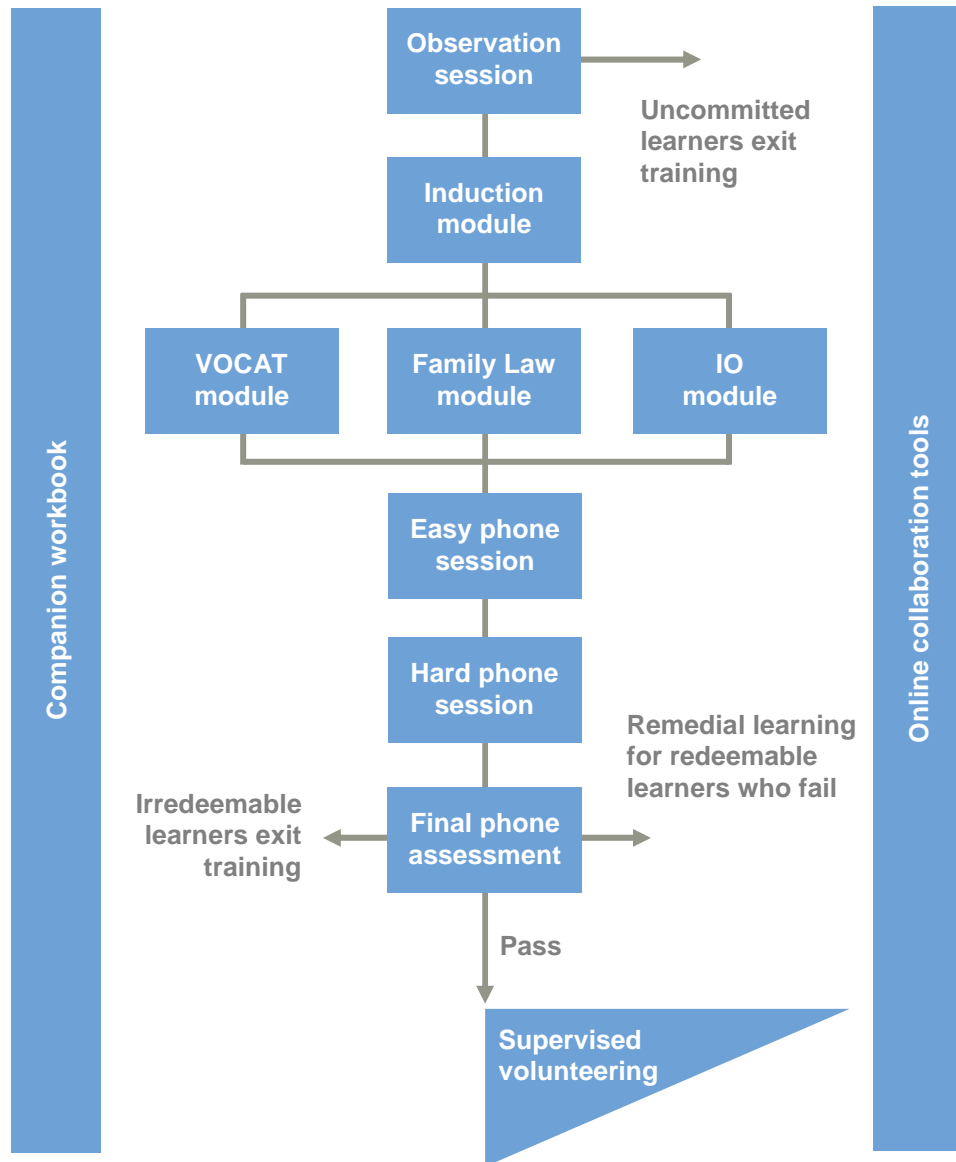 Observation
session
Uncommitted
learners exit
training
Induction
module
VOCAT
module
Family Law
module
IO
module
Easy phone
session
Hard phone
session
Remedial learning
for redeemable
learners who fail
Irredeemable
learners exit
training
Final phone
assessment
Pass
Supervised
volunteering
Companion workbook
Online collaboration tools